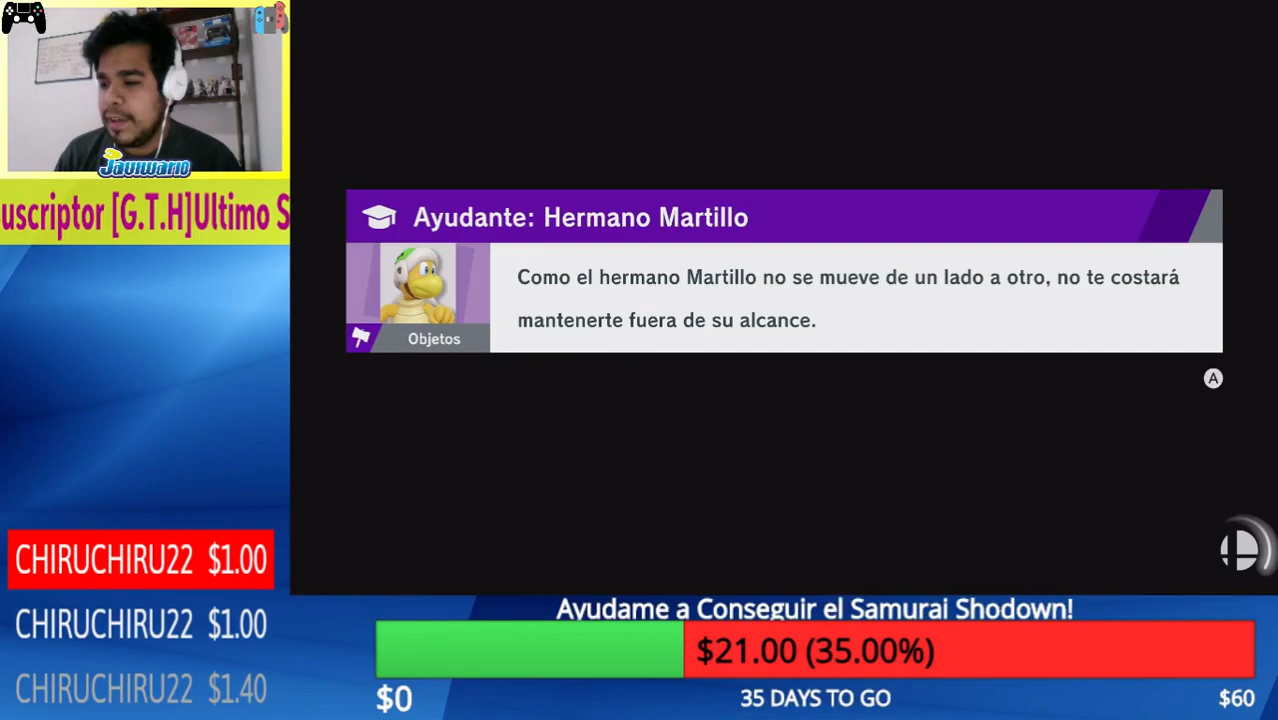 Javiwario
uscriptor [G.T.H]Ultimo S
Ayudante: Hermano Martillo
Como el hermano Martillo no se mueve de un lado a otro, no te costará
mantenerte fuera de su alcance.
Objetos
A
CHIRUCHIRU22 $1.00
CHIRUCHIRU22 $1.00
CHIRUCHIRU22 $1.40
Ayudame a Conseguir el Samurai Shodown!
$21.00 (35.00%)
$0 35 DAYS TO GO $60